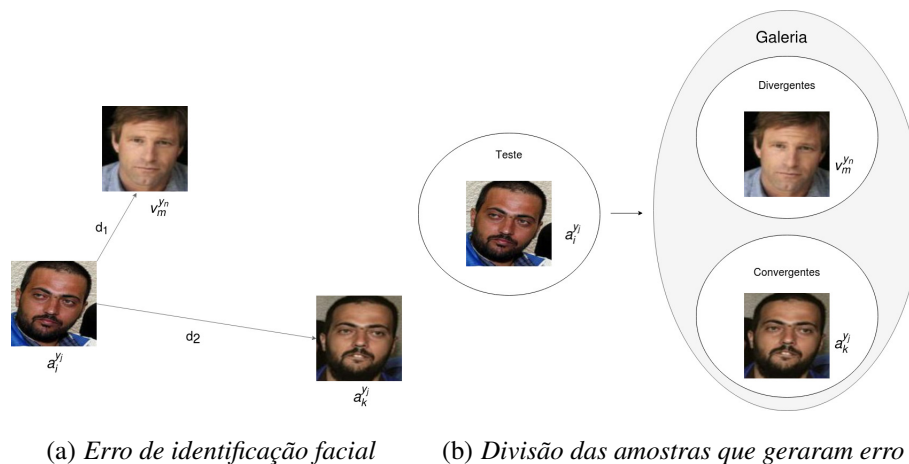 v_m^{y_n}
d1
a_i^{y_j}
d2
a_k^{y_j}
(a) Erro de identificação facial
Galeria
Divergentes
v_m^{y_n}
Teste
a_i^{y_j}
Convergentes
a_k^{y_j}
(b) Divisão das amostras que geraram erro